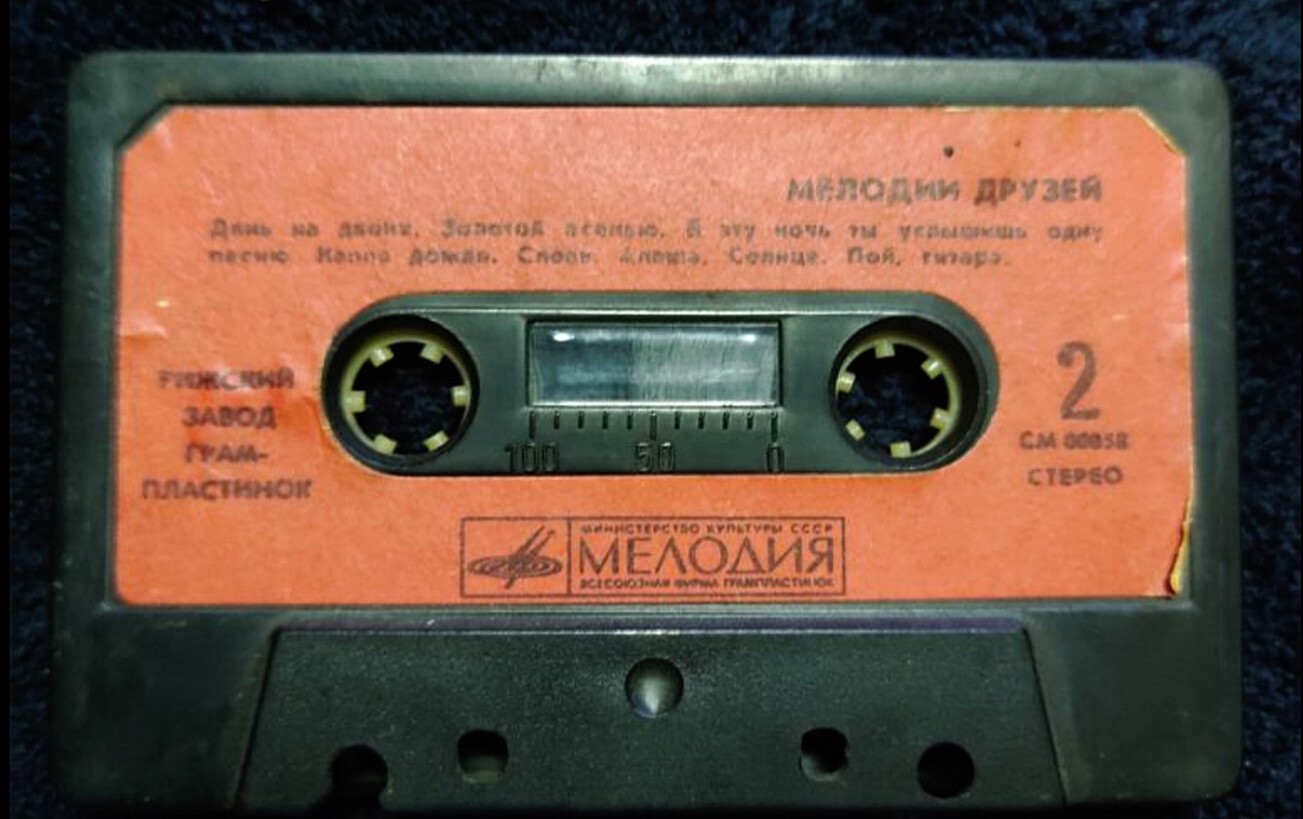 МЕЛОДИИ ДРУЗЕЙ
День на двоих. Золотой осенью. В эту ночь ты услышишь одну
песню. Капли дождя. Слова. Алеша. Солнце. Пой, гитара.
РИЖСКИЙ
ЗАВОД
ГРАМ-
ПЛАСТИНОК
2
СМ 00058
СТЕРЕО
100 50 0
МИНИСТЕРСТВО КУЛЬТУРЫ СССР
МЕЛОДИЯ
ВСЕСОЮЗНАЯ ФИРМА ГРАМПЛАСТИНОК